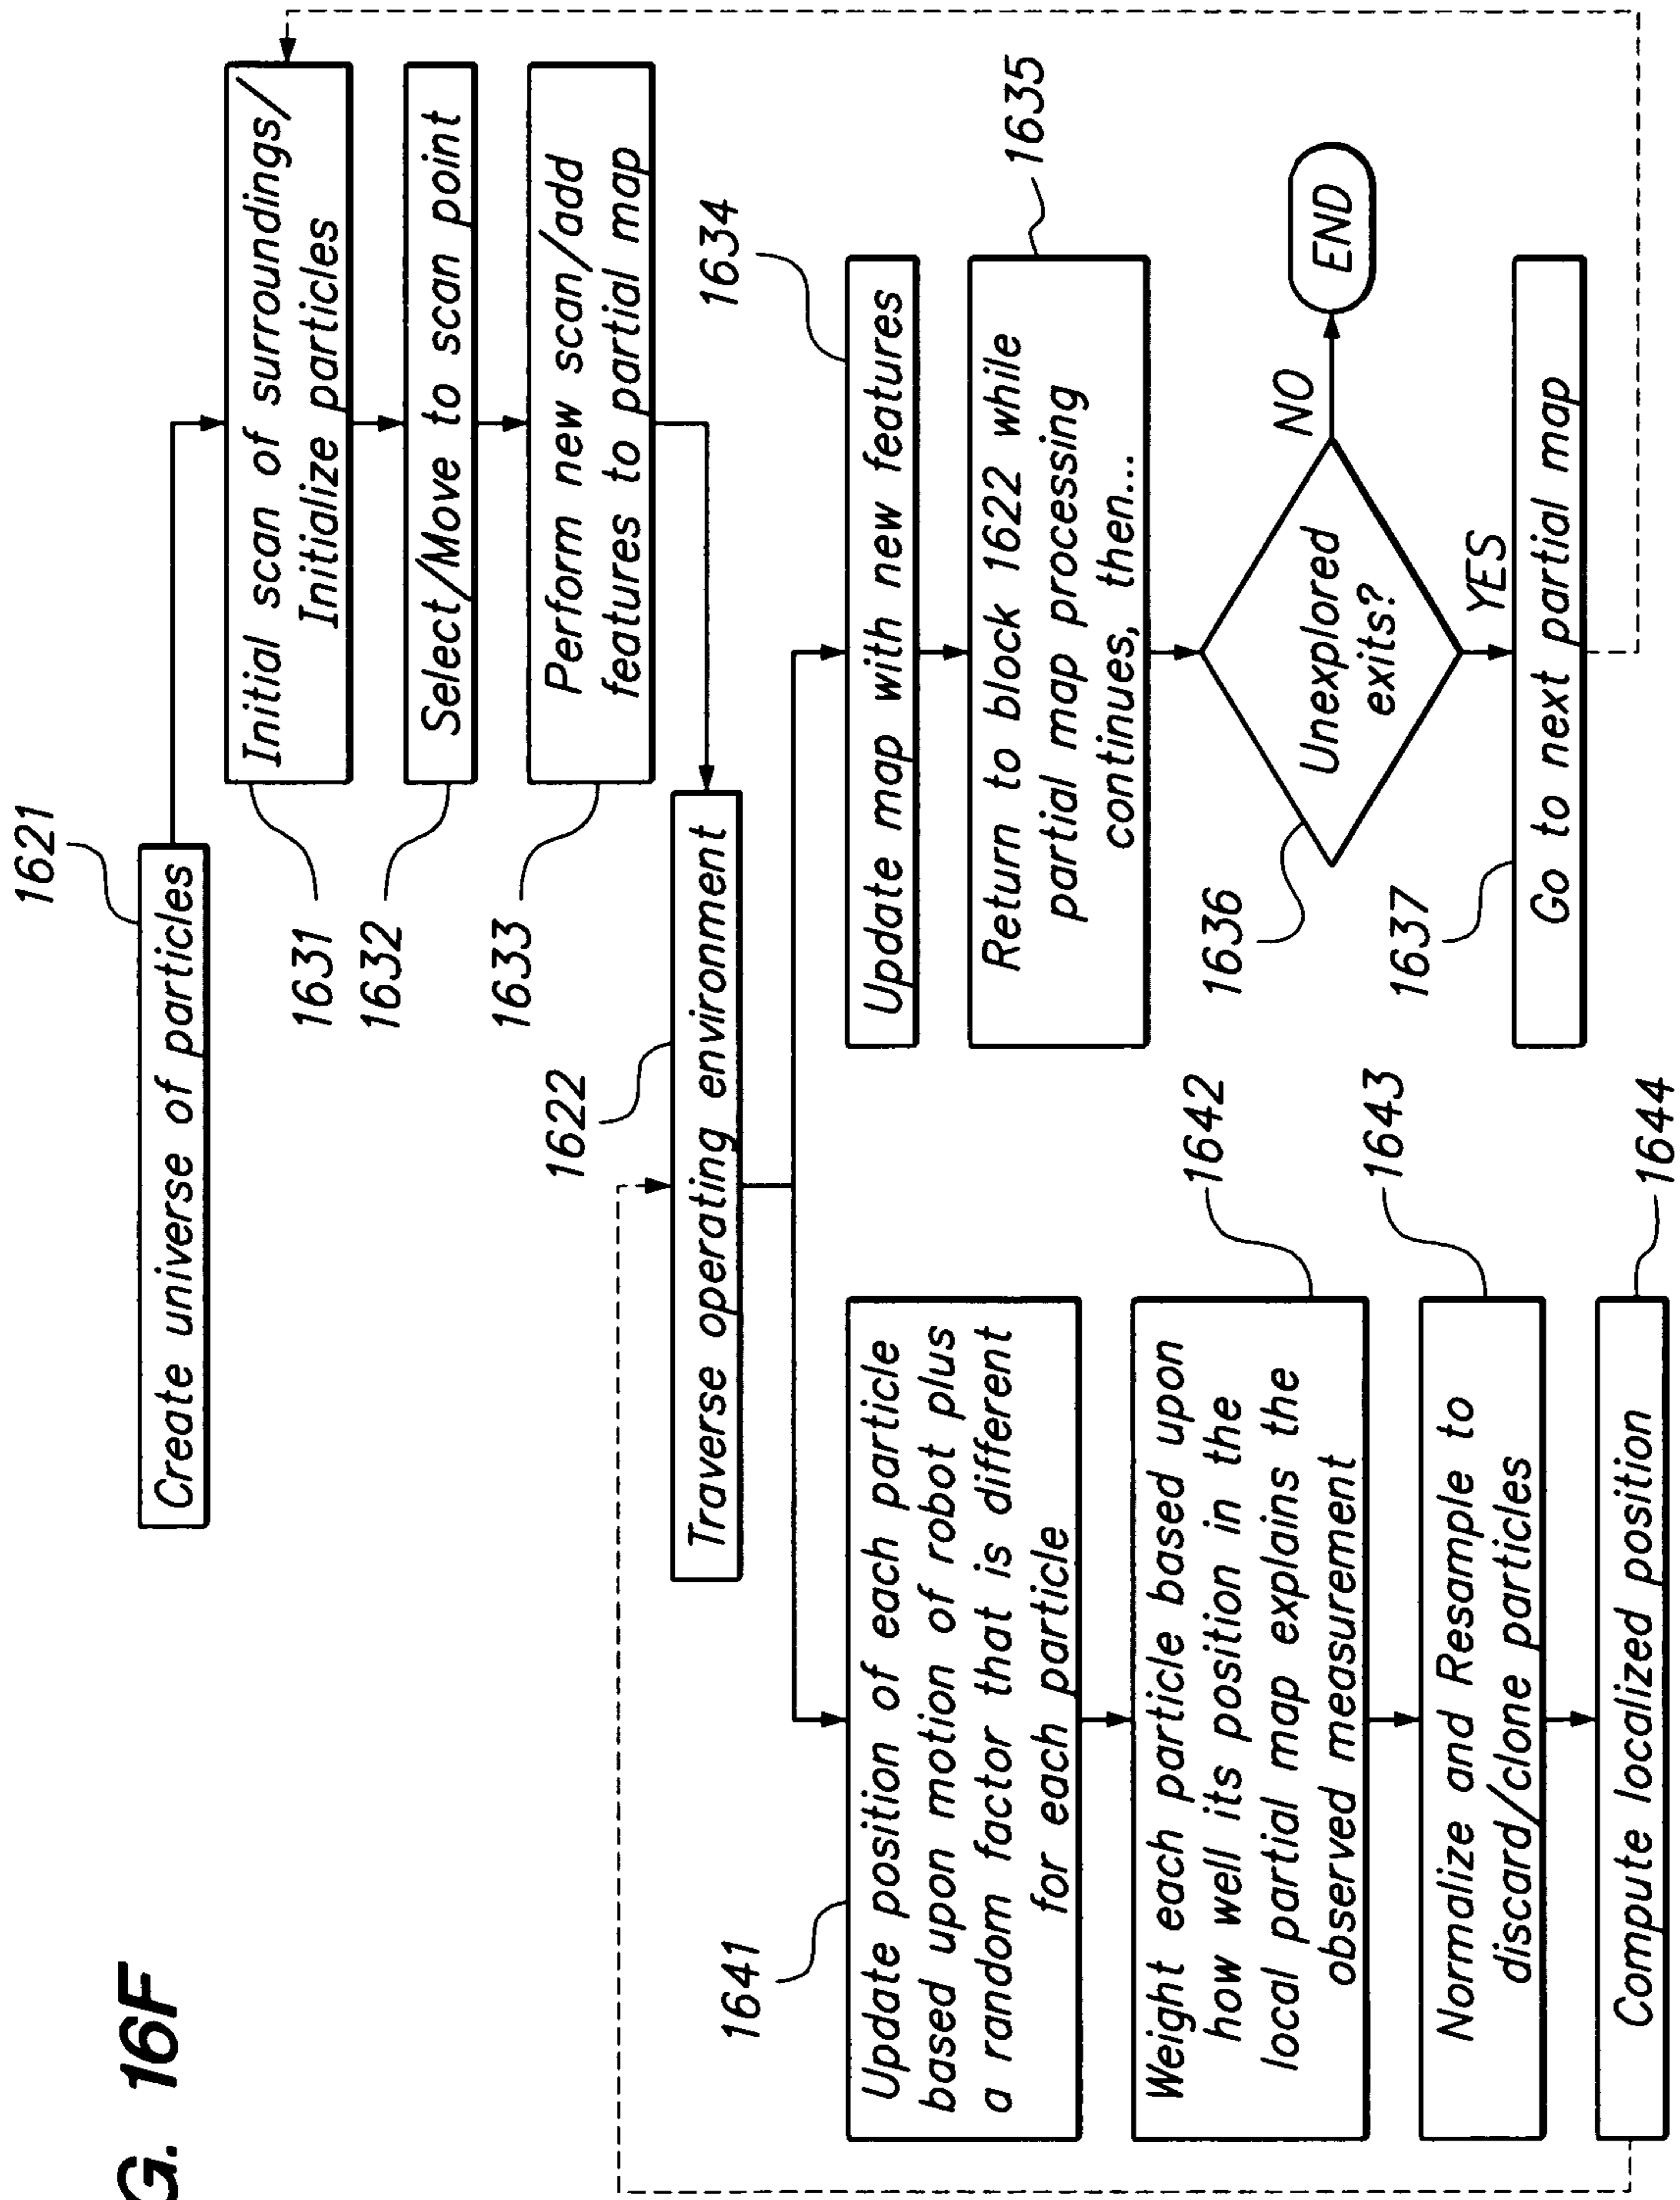 G. 16F
1621
Create universe of particles
Initial scan of surroundings/
Initialize particles
1631
Select/Move to scan point
1632
Perform new scan/add
features to partial map
1633
1622
Traverse operating environment
1641
Update position of each particle
based upon motion of robot plus
a random factor that is different
for each particle
Weight each particle based upon
how well its position in the
local partial map explains the
observed measurement
1642
Normalize and Resample to
discard/clone particles
1643
Compute localized position
1644
1634
Update map with new features
Return to block 1622 while
partial map processing
continues, then...
1635
Unexplored
exits?
1636
NO
END
YES
Go to next partial map
1637